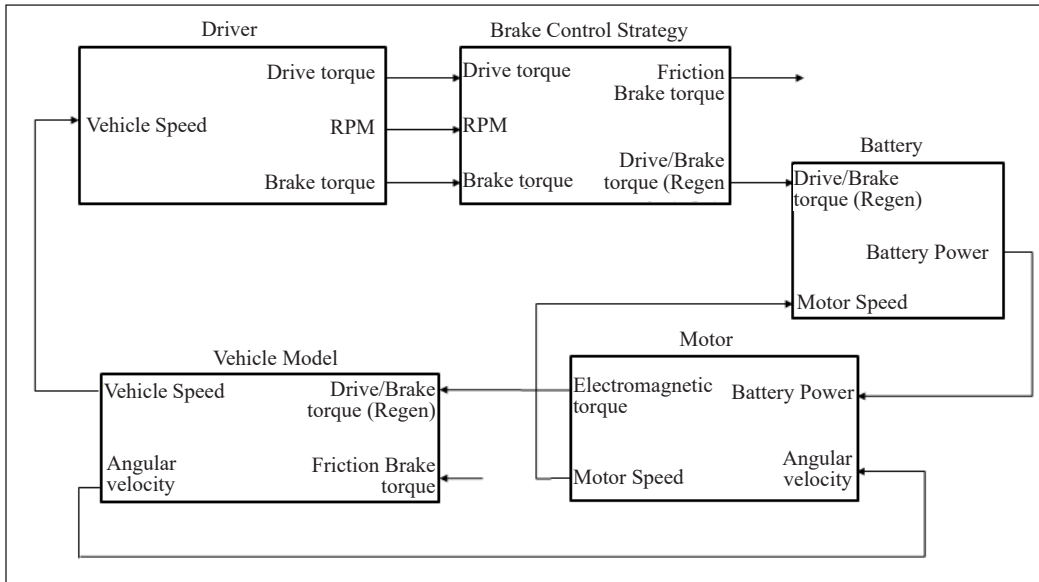 Driver
Drive torque
Vehicle Speed
RPM
Brake torque
Brake Control Strategy
Drive torque
RPM
Brake torque
Friction
Brake torque
Drive/Brake
torque (Regen
Battery
Drive/Brake
torque (Regen)
Battery Power
Motor Speed
Vehicle Model
Vehicle Speed
Angular
velocity
Drive/Brake
torque (Regen)
Friction Brake
torque
Motor
Electromagnetic
torque
Motor Speed
Battery Power
Angular
velocity